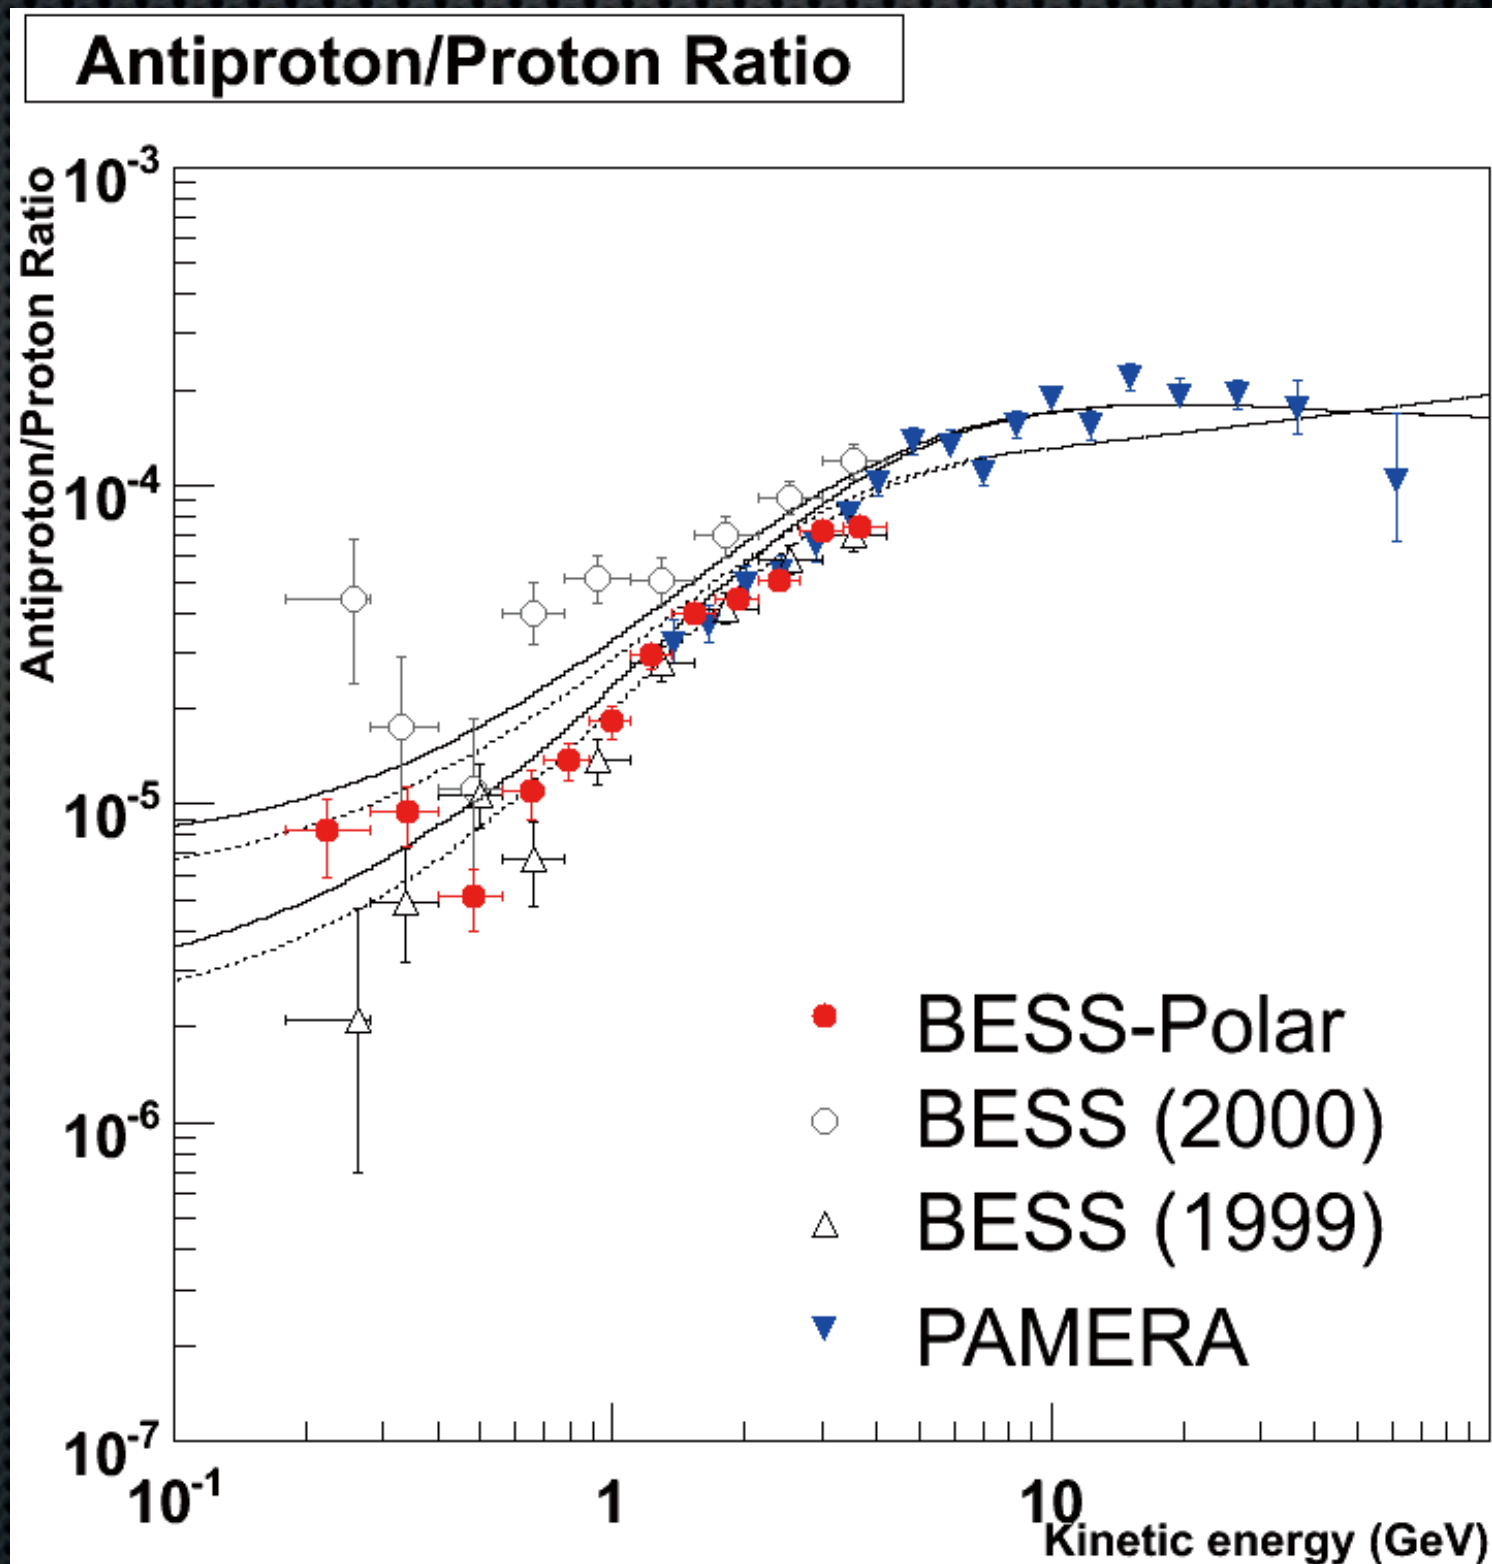 Antiproton/Proton Ratio
Antiproton/Proton Ratio
10-3
10-4
10-5
10-6
10-7
BESS-Polar
BESS (2000)
BESS (1999)
PAMERA
10-1
1
10
Kinetic energy (GeV)